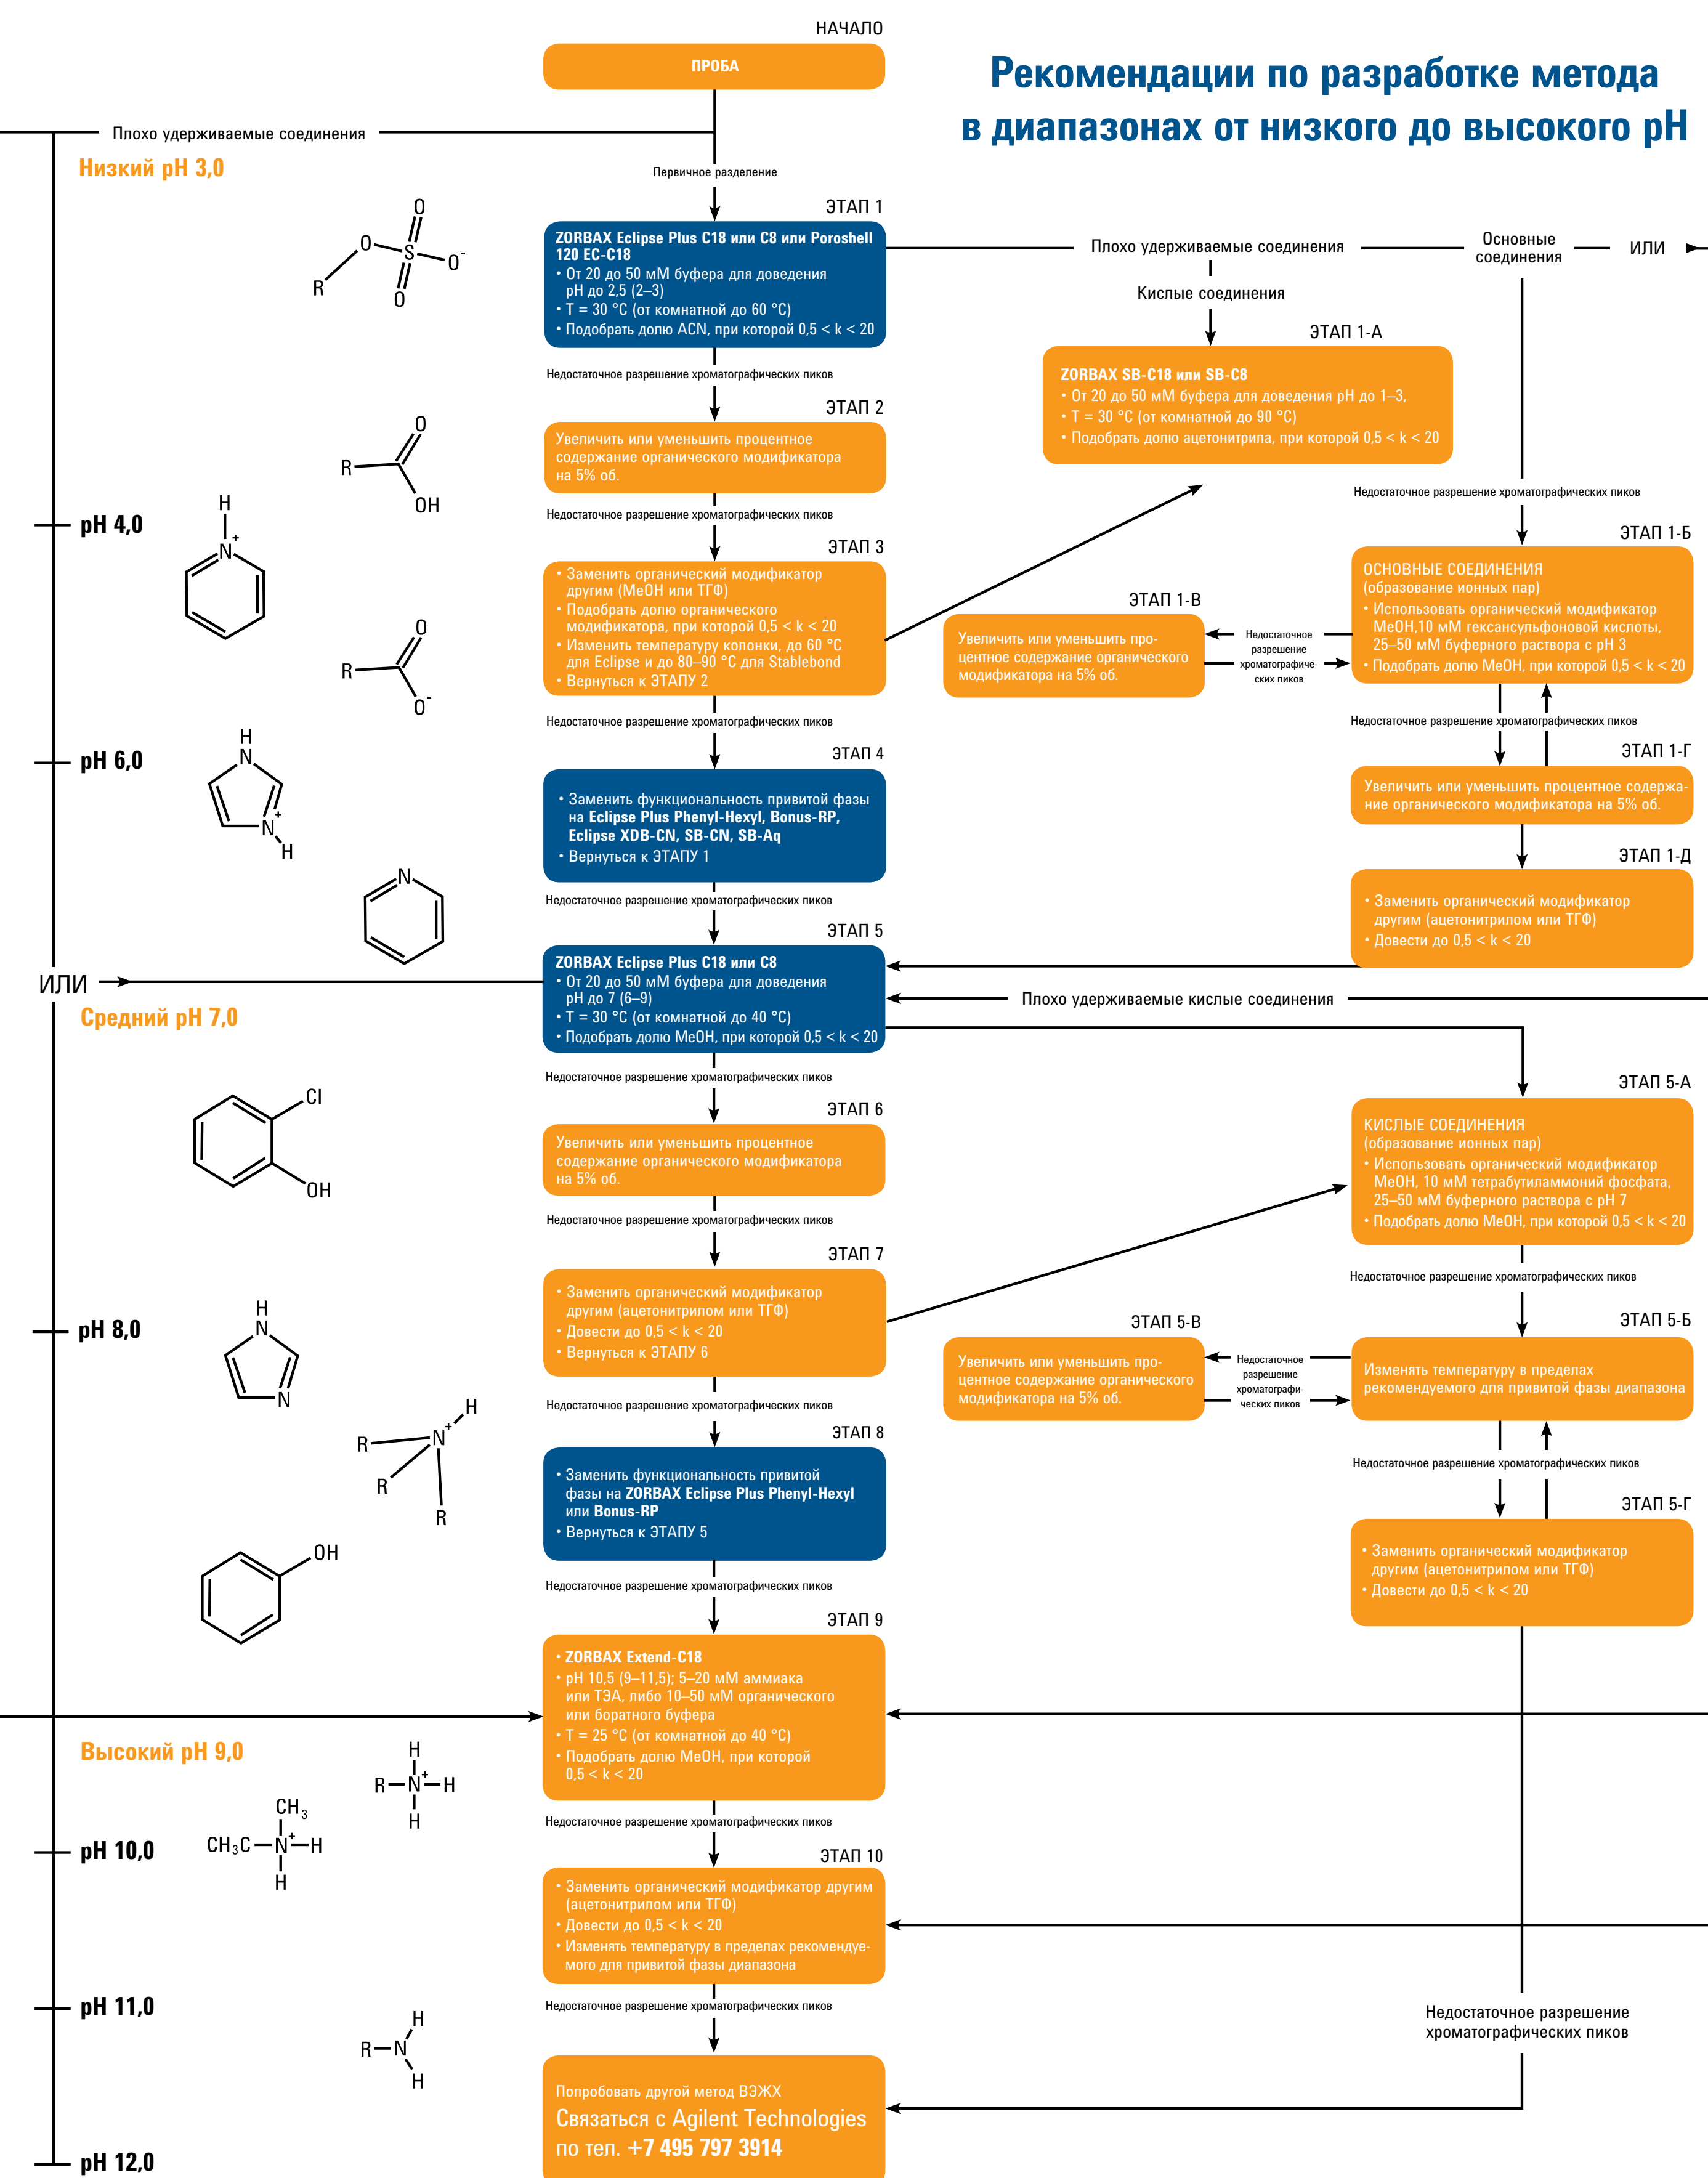 НАЧАЛО
ПРОБА
Рекомендации по разработке метода
в диапазонах от низкого до высокого pH
Плохо удерживаемые соединения
Низкий pH 3,0
Первичное разделение
ЭТАП 1
ZORBAX Eclipse Plus C18 или C8 или Poroshell
120 EC-C18
• От 20 до 50 мМ буфера для доведения
pH до 2,5 (2–3)
• T = 30 °C (от комнатной до 60 °C)
• Подобрать долю ACN, при которой 0,5 < k < 20
Плохо удерживаемые соединения
Основные
соединения
ИЛИ
Кислые соединения
ЭТАП 1-А
ZORBAX SB-C18 или SB-C8
• От 20 до 50 мМ буфера для доведения pH до 1–3,
• T = 30 °C (от комнатной до 90 °C)
• Подобрать долю ацетонитрила, при которой 0,5 < k < 20
O
O
S
O-
R
O
Недостаточное разрешение хроматографических пиков
ЭТАП 2
Увеличить или уменьшить процентное
содержание органического модификатора
на 5% об.
O
R
OH
Недостаточное разрешение хроматографических пиков
Недостаточное разрешение хроматографических пиков
pH 4,0
H
N+
ЭТАП 3
• Заменить органический модификатор
другим (MeOH или ТГФ)
• Подобрать долю органического
модификатора, при которой 0,5 < k < 20
• Изменить температуру колонки, до 60 °C
для Eclipse и до 80–90 °C для Stablebond
• Вернуться к ЭТАПУ 2
ЭТАП 1-Б
ОСНОВНЫЕ СОЕДИНЕНИЯ
(образование ионных пар)
• Использовать органический модификатор
MeOH,10 мМ гексансульфоновой кислоты,
25–50 мМ буферного раствора с pH 3
• Подобрать долю MeOH, при которой 0,5 < k < 20
ЭТАП 1-В
Увеличить или уменьшить про-
центное содержание органического
модификатора на 5% об.
Недостаточное
разрешение
хроматографиче-
ских пиков
O
R
O-
Недостаточное разрешение хроматографических пиков
Недостаточное разрешение хроматографических пиков
pH 6,0
H
N
N+
H
ЭТАП 4
• Заменить функциональность привитой фазы
на Eclipse Plus Phenyl-Hexyl, Bonus-RP,
Eclipse XDB-CN, SB-CN, SB-Aq
• Вернуться к ЭТАПУ 1
ЭТАП 1-Г
Увеличить или уменьшить процентное содержа-
ние органического модификатора на 5% об.
ЭТАП 1-Д
• Заменить органический модификатор
другим (ацетонитрилом или ТГФ)
• Довести до 0,5 < k < 20
N
Недостаточное разрешение хроматографических пиков
ЭТАП 5
ZORBAX Eclipse Plus C18 или C8
• От 20 до 50 мМ буфера для доведения
pH до 7 (6–9)
• T = 30 °C (от комнатной до 40 °C)
• Подобрать долю MeOH, при которой 0,5 < k < 20
ИЛИ
Средний pH 7,0
Плохо удерживаемые кислые соединения
Недостаточное разрешение хроматографических пиков
Cl
OH
ЭТАП 6
Увеличить или уменьшить процентное
содержание органического модификатора
на 5% об.
ЭТАП 5-А
КИСЛЫЕ СОЕДИНЕНИЯ
(образование ионных пар)
• Использовать органический модификатор
MeOH, 10 мМ тетрабутиламмоний фосфата,
25–50 мМ буферного раствора с pH 7
• Подобрать долю MeOH, при которой 0,5 < k < 20
Недостаточное разрешение хроматографических пиков
Недостаточное разрешение хроматографических пиков
ЭТАП 7
• Заменить органический модификатор
другим (ацетонитрилом или ТГФ)
• Довести до 0,5 < k < 20
• Вернуться к ЭТАПУ 6
pH 8,0
H
N
N
ЭТАП 5-В
Увеличить или уменьшить про-
центное содержание органического
модификатора на 5% об.
Недостаточное
разрешение
хроматографи-
ческих пиков
ЭТАП 5-Б
Изменять температуру в пределах
рекомендуемого для привитой фазы диапазона
Недостаточное разрешение хроматографических пиков
Недостаточное разрешение хроматографических пиков
H
R
N+
R
R
ЭТАП 8
• Заменить функциональность привитой
фазы на ZORBAX Eclipse Plus Phenyl-Hexyl
или Bonus-RP
• Вернуться к ЭТАПУ 5
ЭТАП 5-Г
• Заменить органический модификатор
другим (ацетонитрилом или ТГФ)
• Довести до 0,5 < k < 20
OH
Недостаточное разрешение хроматографических пиков
ЭТАП 9
• ZORBAX Extend-C18
• pH 10,5 (9–11,5); 5–20 мМ аммиака
или ТЭА, либо 10–50 мМ органического
или боратного буфера
• T = 25 °C (от комнатной до 40 °C)
• Подобрать долю MeOH, при которой
0,5 < k < 20
Высокий pH 9,0
H
R N+ H
H
Недостаточное разрешение хроматографических пиков
CH3
CH3C N+ H
H
pH 10,0
ЭТАП 10
• Заменить органический модификатор другим
(ацетонитрилом или ТГФ)
• Довести до 0,5 < k < 20
• Изменять температуру в пределах рекомендуе-
мого для привитой фазы диапазона
Недостаточное разрешение хроматографических пиков
pH 11,0
H
R N
H
Недостаточное разрешение
хроматографических пиков
Попробовать другой метод ВЭЖХ
Связаться с Agilent Technologies
по тел. +7 495 797 3914
pH 12,0